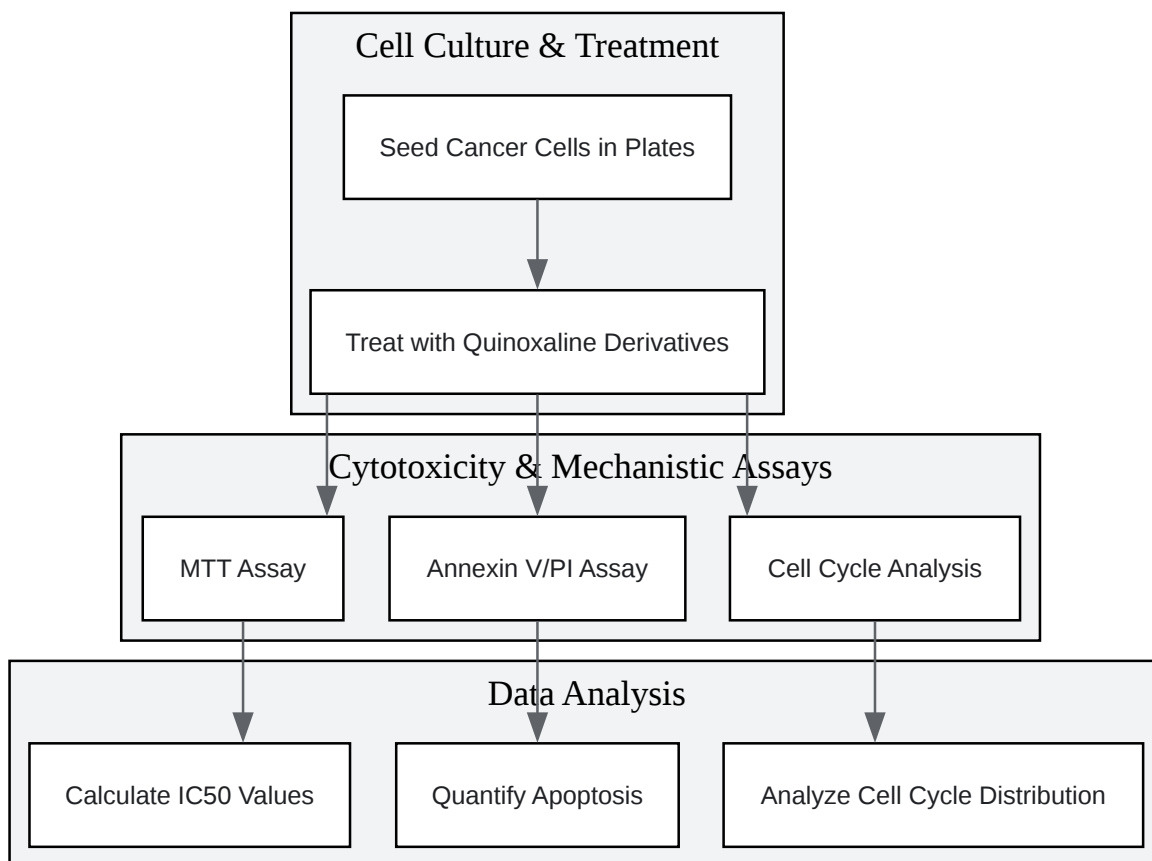 Cell Culture & Treatment
Seed Cancer Cells in Plates
Treat with Quinoxaline Derivatives
Cytotoxicity & Mechanistic Assays
MTT Assay
Annexin V/PI Assay
Cell Cycle Analysis
Data Analysis
Calculate IC50 Values
Quantify Apoptosis
Analyze Cell Cycle Distribution